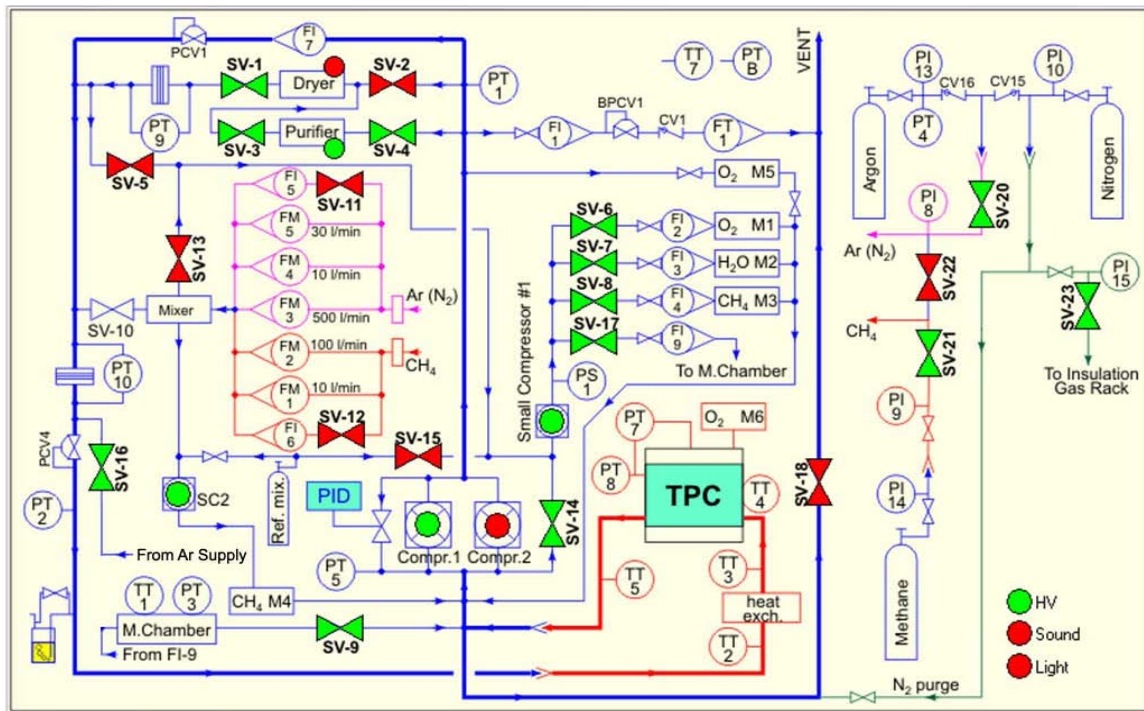 PCV1
FI
7
SV-1
Dryer
SV-2
PT
1
PT
9
SV-3
Purifier
SV-4
SV-5
TT
7
PT
B
VENT
BPCV1
FI
1
CV1
FT
1
PI
13
CV16
CV15
PI
10
PT
4
Argon
Nitrogen
FI
5
SV-11
FM
5
30 l/min
FM
4
10 l/min
FM
3
500 l/min
Ar (N₂)
FM
2
100 l/min
CH₄
FM
1
10 l/min
FI
6
SV-12
SV-13
Mixer
SV-10
PT
10
O₂ M5
SV-6
FI
2
O₂ M1
SV-7
FI
3
H₂O M2
SV-8
FI
4
CH₄ M3
SV-17
FI
9
To M.Chamber
PS
1
Small Compressor #1
PI
8
SV-20
Ar (N₂)
SV-22
CH₄
SV-21
SV-23
PI
15
To Insulation
Gas Rack
PI
9
PI
14
Methane
PCV4
SV-16
PT
2
From Ar Supply
SC2
Ref. mix.
SV-15
PID
Compr.1
Compr.2
PT
5
SV-14
PT
7
PT
8
O₂ M6
TPC
TT
4
SV-18
TT
5
TT
3
heat
exch.
TT
2
TT
1
PT
3
M.Chamber
From FI-9
CH₄ M4
SV-9
N₂ purge
HV
Sound
Light